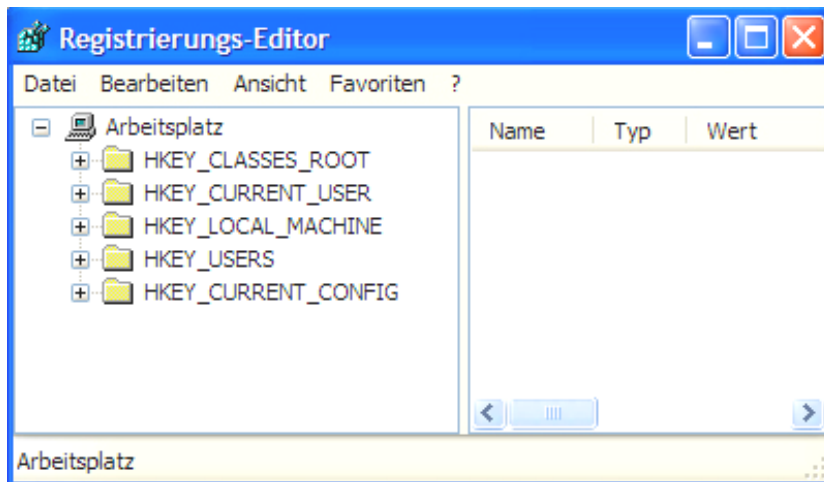 Registrierungs-Editor
Datei Bearbeiten Ansicht Favoriten ?
Arbeitsplatz
HKEY_CLASSES_ROOT
HKEY_CURRENT_USER
HKEY_LOCAL_MACHINE
HKEY_USERS
HKEY_CURRENT_CONFIG
Name Typ Wert
Arbeitsplatz